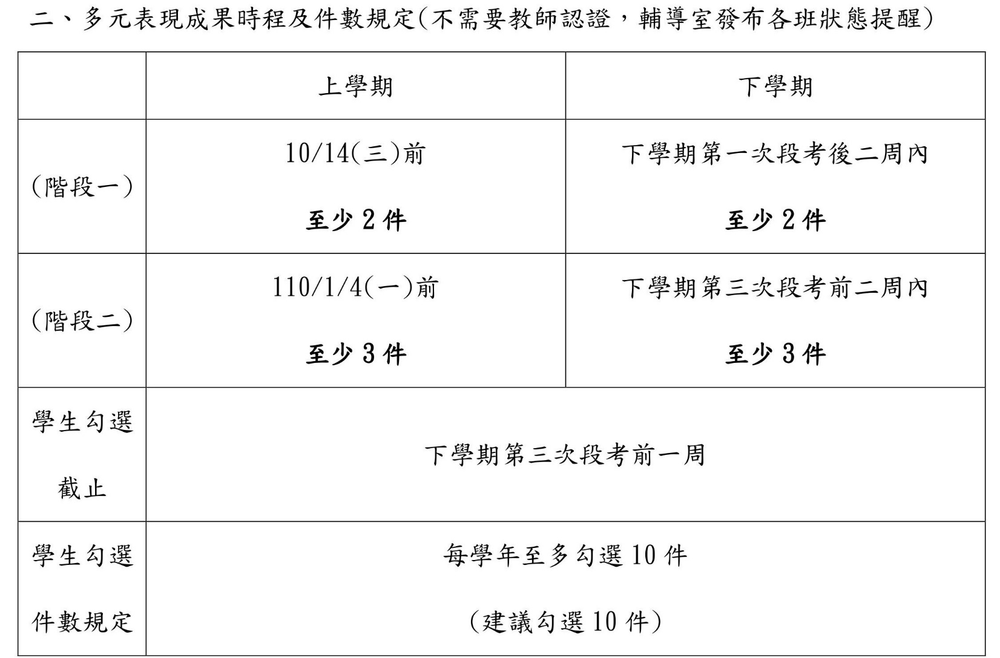 二、多元表現成果時程及件數規定(不需要教師認證，輔導室發布各班狀態提醒)
上學期
下學期
(階段一)
10/14(三)前
至少 2 件
下學期第一次段考後二周內
至少 2 件
(階段二)
110/1/4(一)前
至少 3 件
下學期第三次段考前二周內
至少 3 件
學生勾選
截止
下學期第三次段考前一周
學生勾選
件數規定
每學年至多勾選 10 件
(建議勾選 10 件)